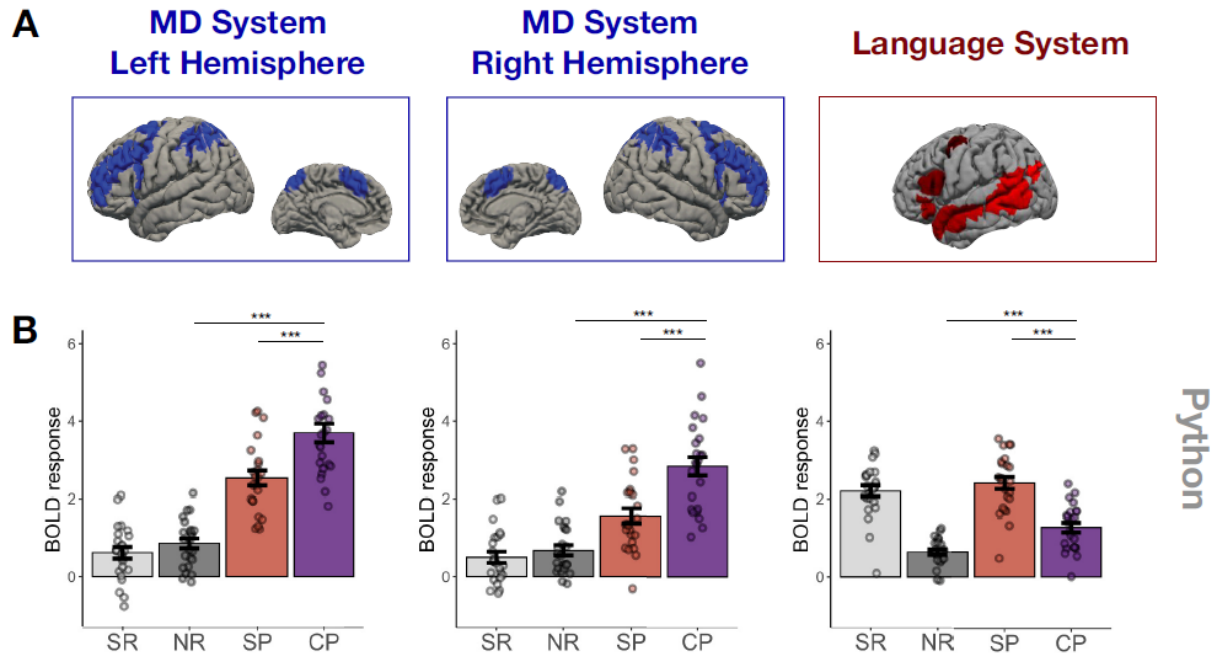 A
MD System
Left Hemisphere
MD System
Right Hemisphere
Language System
B
***
***
6
4
2
0
BOLD response
SR NR SP CP
***
***
6
4
2
0
BOLD response
SR NR SP CP
***
***
6
4
2
0
BOLD response
SR NR SP CP
Python